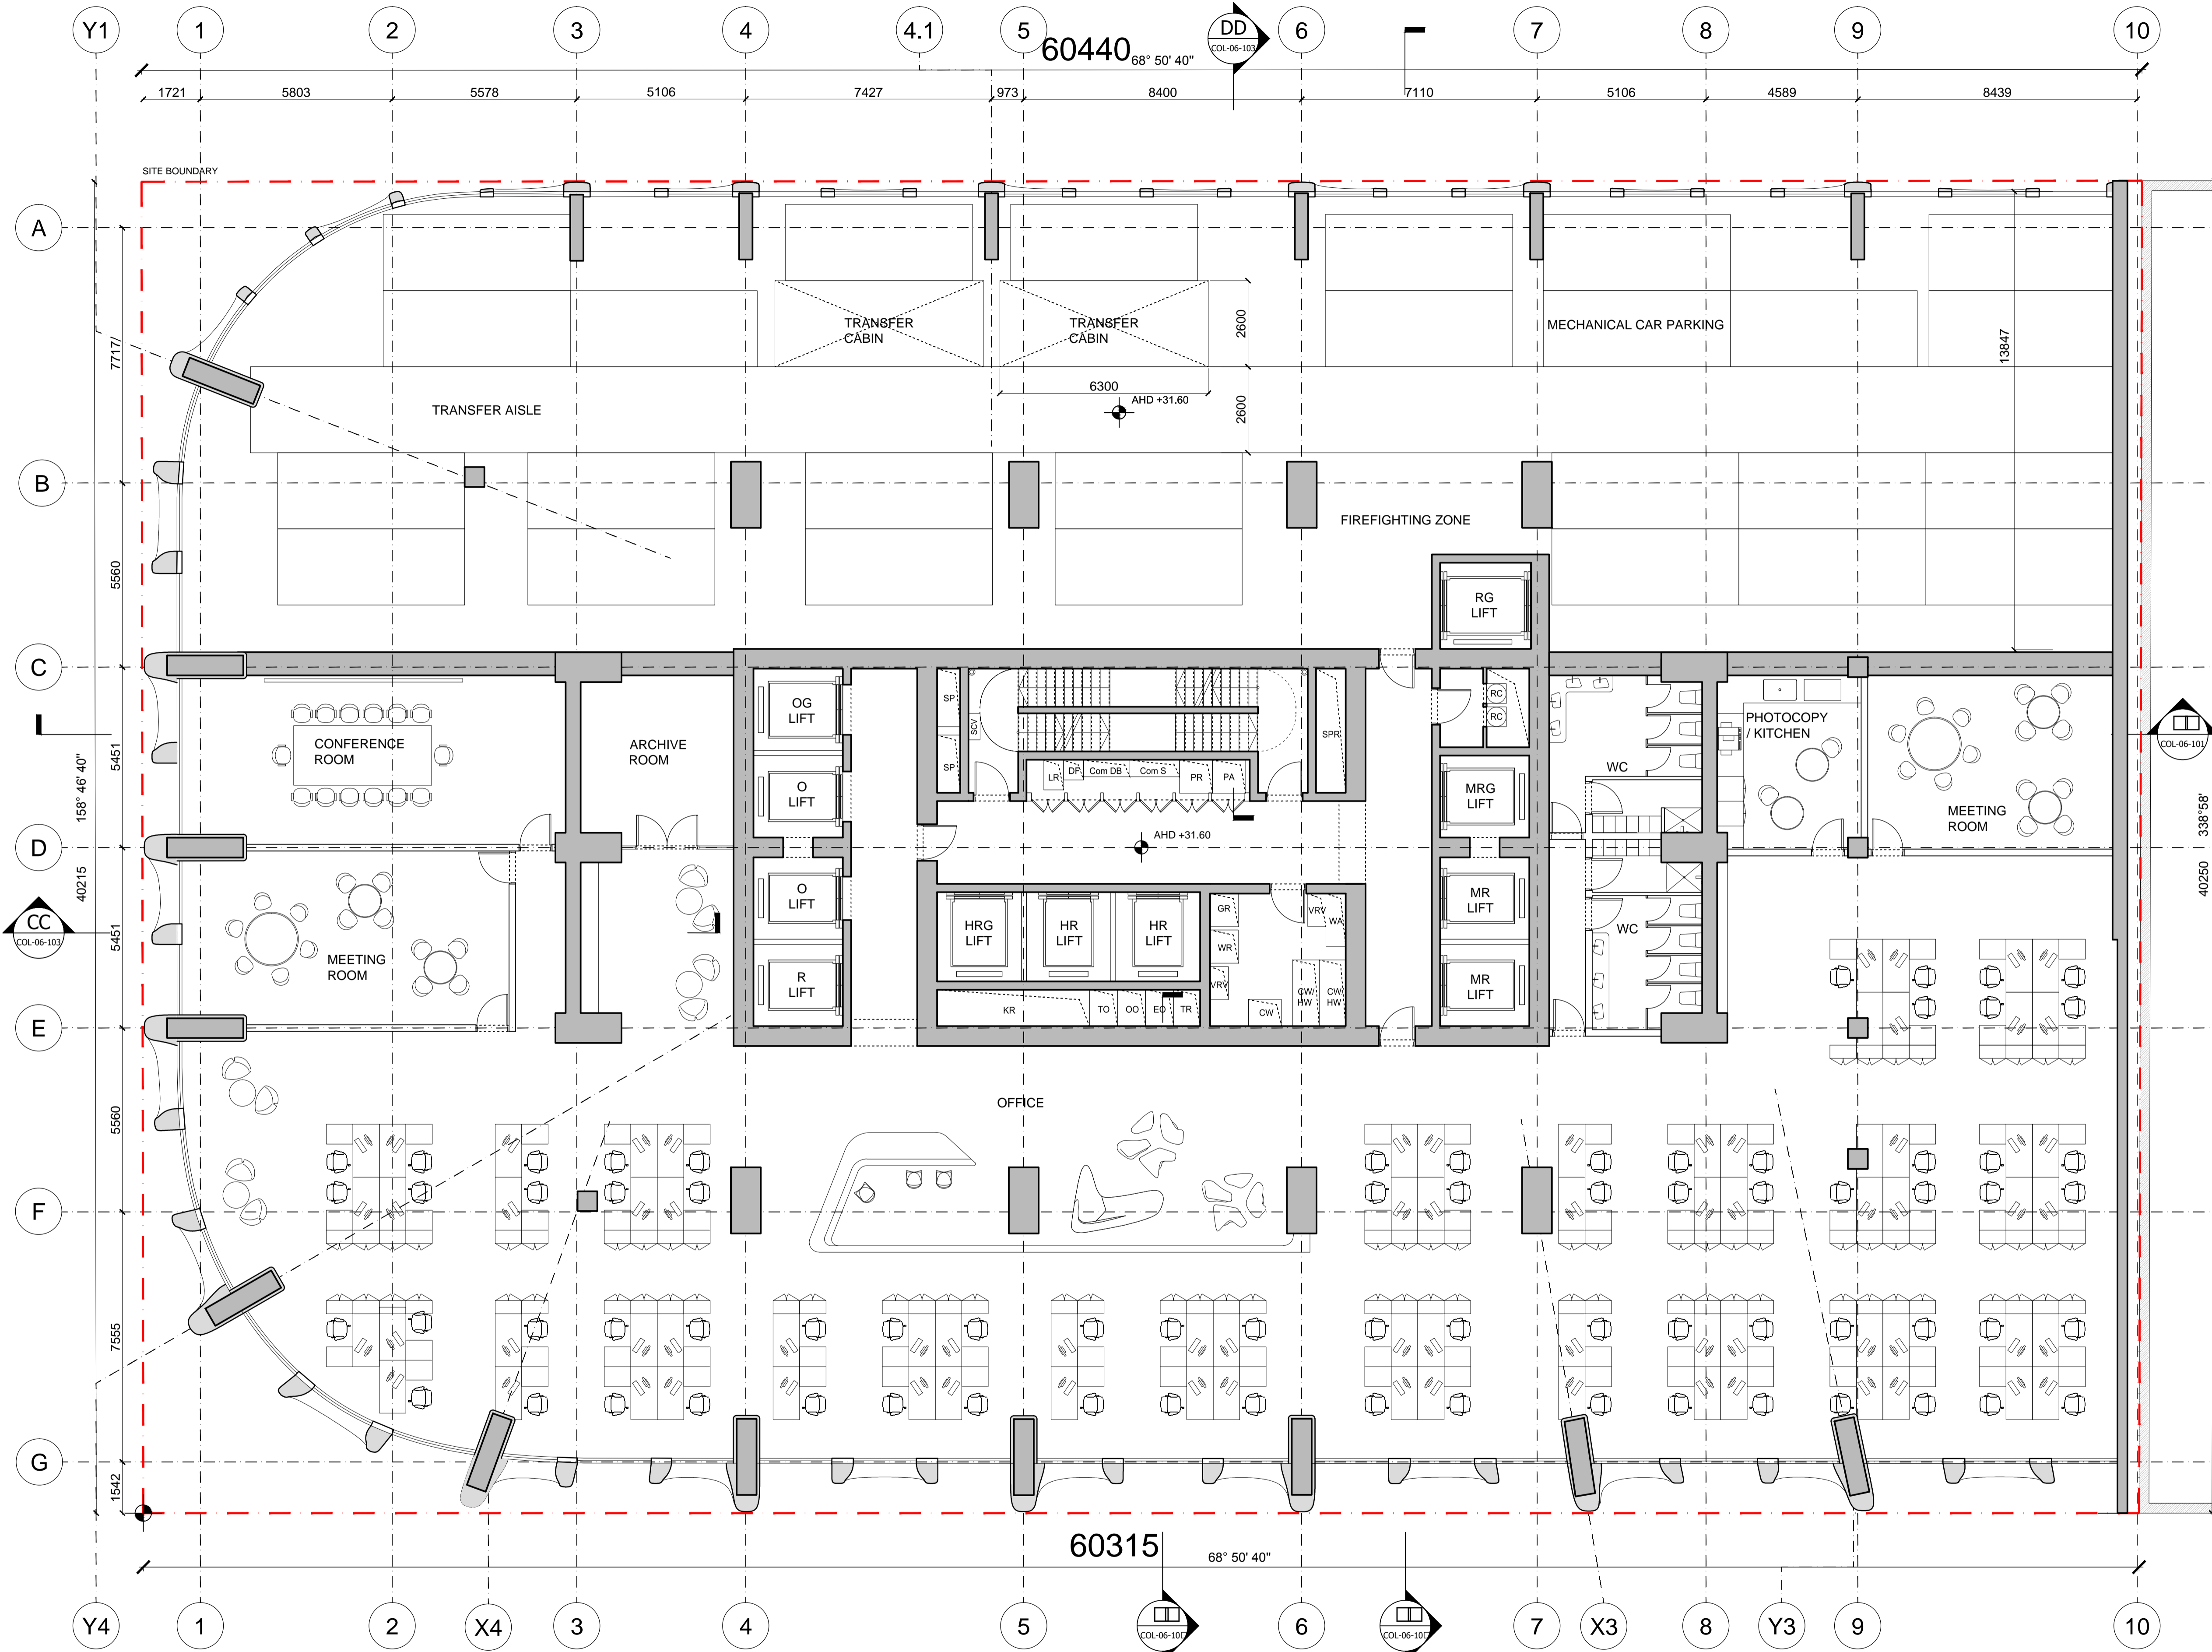 Y1
1
2
3
4
4.1
5
6
7
8
9
10
60440
68° 50' 40"
DD
COL-06-103
1721
5803
5578
5106
7427
973
8400
7110
5106
4589
8439
SITE BOUNDARY
A
B
C
D
E
F
G
7717
5560
5451
5451
5560
7555
1542
158° 46' 40"
40215
CC
COL-06-103
TRANSFER
CABIN
TRANSFER
CABIN
2600
2600
6300
MECHANICAL CAR PARKING
13847
TRANSFER AISLE
AHD +31.60
FIREFIGHTING ZONE
RG
LIFT
CONFERENCE
ROOM
ARCHIVE
ROOM
OG
LIFT
O
LIFT
O
LIFT
R
LIFT
SP
SP
SCV
LR
DF
Com DB
Com S
PR
PA
SPR
RC
RC
MRG
LIFT
MR
LIFT
MR
LIFT
WC
WC
PHOTOCOPY
/ KITCHEN
MEETING
ROOM
COL-06-101
338°58'
40250
AHD +31.60
MEETING
ROOM
HRG
LIFT
HR
LIFT
HR
LIFT
GR
WR
VRV
VRV
WA
CW/
HW
CW/
HW
CW
KR
TO
OO
EO
TR
OFFICE
60315
68° 50' 40"
COL-06-10
COL-06-10
Y4
1
2
X4
3
4
5
6
7
X3
8
Y3
9
10